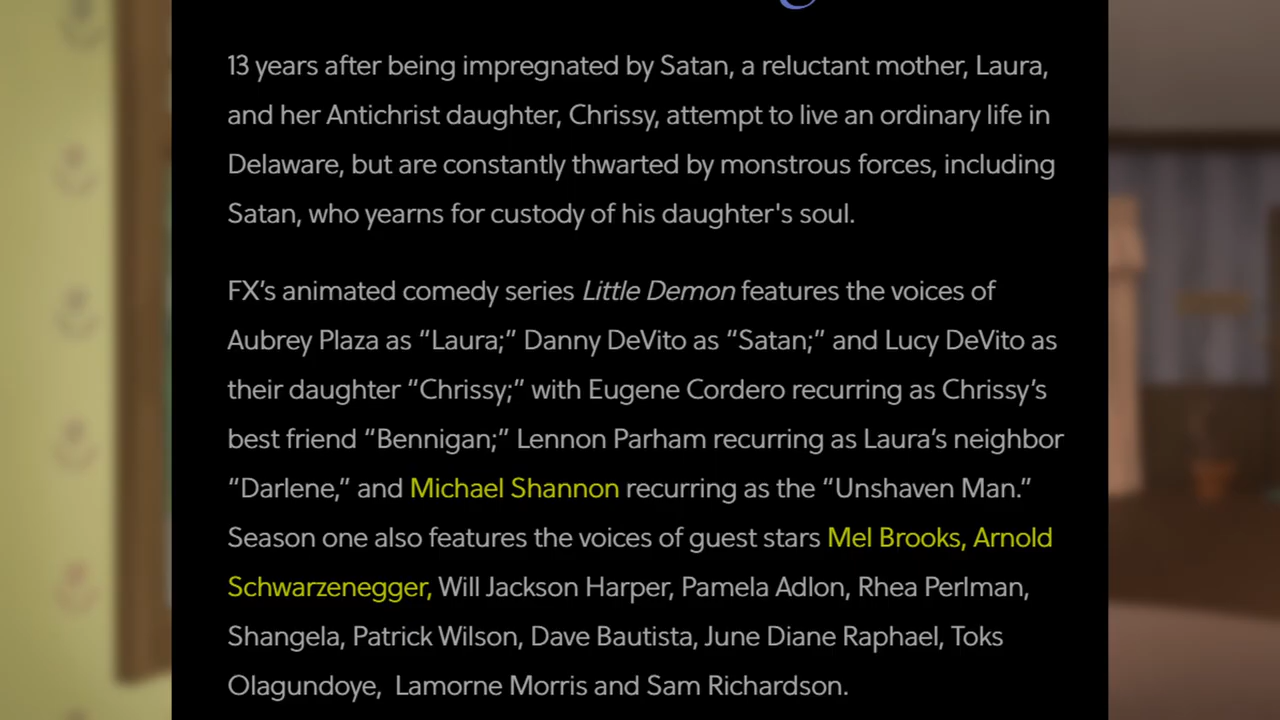 13 years after being impregnated by Satan, a reluctant mother, Laura,
and her Antichrist daughter, Chrissy, attempt to live an ordinary life in
Delaware, but are constantly thwarted by monstrous forces, including
Satan, who yearns for custody of his daughter's soul.
FX’s animated comedy series Little Demon features the voices of
Aubrey Plaza as “Laura;” Danny DeVito as “Satan;” and Lucy DeVito as
their daughter “Chrissy;” with Eugene Cordero recurring as Chrissy’s
best friend “Bennigan;” Lennon Parham recurring as Laura’s neighbor
“Darlene,” and Michael Shannon recurring as the “Unshaven Man.”
Season one also features the voices of guest stars Mel Brooks, Arnold
Schwarzenegger, Will Jackson Harper, Pamela Adlon, Rhea Perlman,
Shangela, Patrick Wilson, Dave Bautista, June Diane Raphael, Toks
Olagundoye,  Lamorne Morris and Sam Richardson.